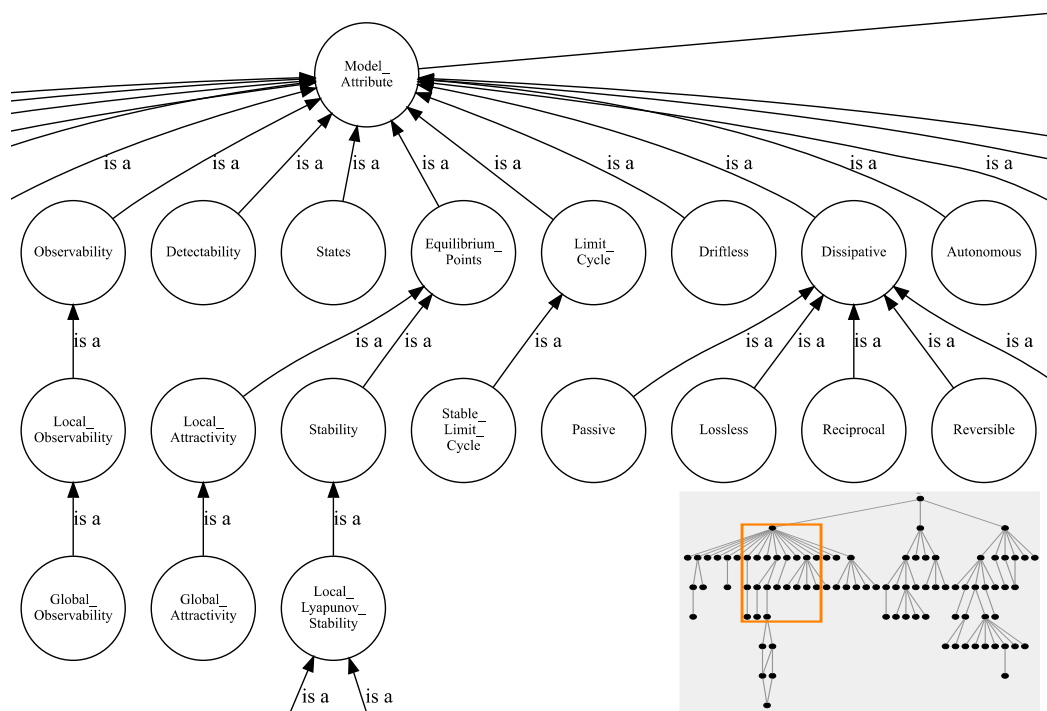 Model_
Attribute
is a
is a
is a
is a
is a
is a
is a
is a
Observability
Detectability
States
Equilibrium_
Points
Limit_
Cycle
Driftless
Dissipative
Autonomous
is a
is a
is a
is a
is a
is a
is a
is a
is a
Local_
Observability
Local_
Attractivity
Stability
Stable_
Limit_
Cycle
Passive
Lossless
Reciprocal
Reversible
is a
is a
is a
Global_
Observability
Global_
Attractivity
Local_
Lyapunov_
Stability
is a
is a